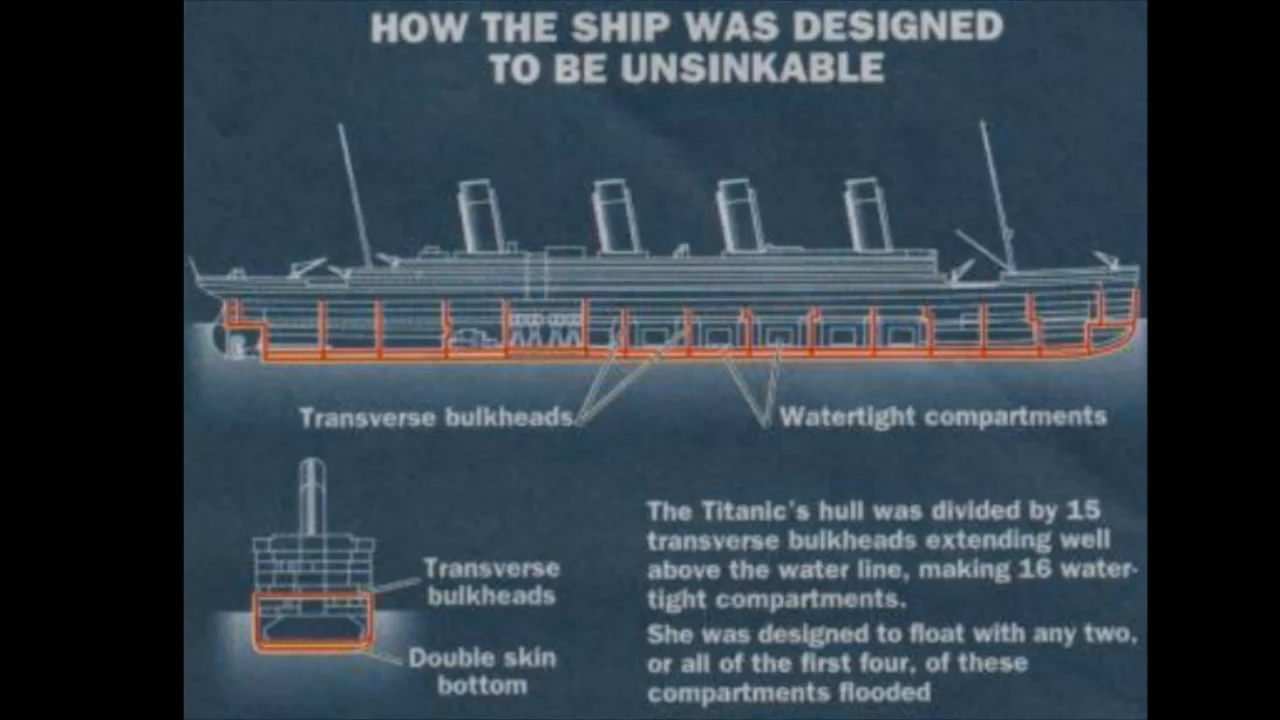 HOW THE SHIP WAS DESIGNED
TO BE UNSINKABLE
Transverse bulkheads
Watertight compartments
Transverse
bulkheads
Double skin
bottom
The Titanic's hull was divided by 15
transverse bulkheads extending well
above the water line, making 16 water-
tight compartments.
She was designed to float with any two,
or all of the first four, of these
compartments flooded